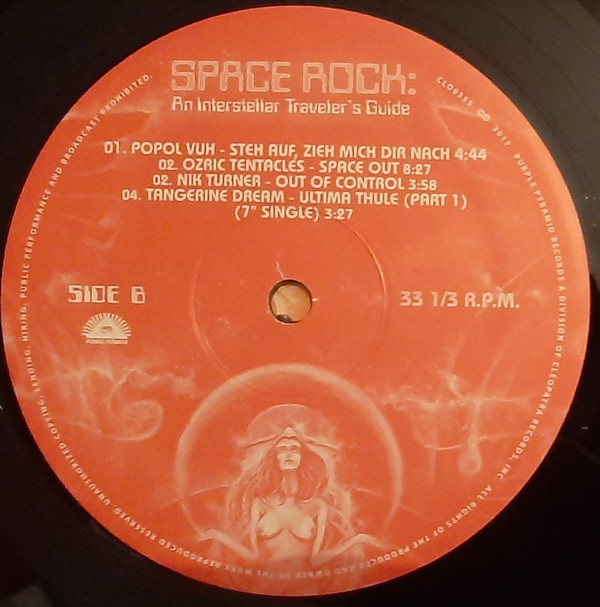 SPACE ROCK:
An Interstellar Traveler's Guide
01. POPOL VUH - STEH AUF, ZIEH MICH DIR NACH 4:44
02. OZRIC TENTACLES - SPACE OUT 8:27
02. NIK TURNER - OUT OF CONTROL 3:58
04. TANGERINE DREAM - ULTIMA THULE (PART 1)
(7" SINGLE) 3:27
SIDE B
33 1/3 R.P.M.
CLO0355 ℗© 2017 PURPLE PYRAMID RECORDS A DIVISION OF CLEOPATRA RECORDS, INC. ALL RIGHTS OF THE PRODUCER AND OWNER OF THE WORK REPRODUCED RESERVED. UNAUTHORIZED COPYING, LENDING, HIRING, PUBLIC PERFORMANCE AND BROADCAST PROHIBITED.